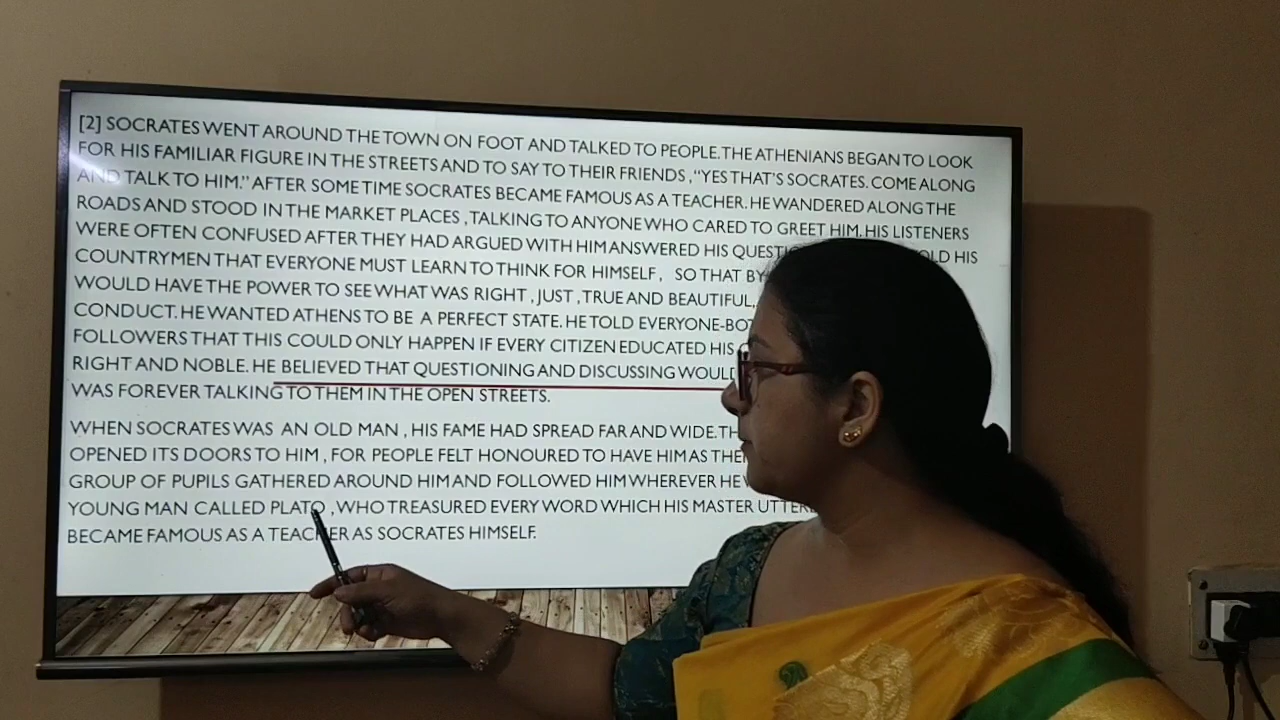 [2] SOCRATES WENT AROUND THE TOWN ON FOOT AND TALKED TO PEOPLE. THE ATHENIANS BEGAN TO LOOK
FOR HIS FAMILIAR FIGURE IN THE STREETS AND TO SAY TO THEIR FRIENDS , "YES THAT'S SOCRATES. COME ALONG
AND TALK TO HIM." AFTER SOME TIME SOCRATES BECAME FAMOUS AS A TEACHER. HE WANDERED ALONG THE
ROADS AND STOOD IN THE MARKET PLACES , TALKING TO ANYONE WHO CARED TO GREET HIM. HIS LISTENERS
WERE OFTEN CONFUSED AFTER THEY HAD ARGUED WITH HIM ANSWERED HIS HIS
COUNTRYMEN THAT EVERYONE MUST LEARN TO THINK FOR HIMSELF , SO THAT BY
WOULD HAVE THE POWER TO SEE WHAT WAS RIGHT , JUST , TRUE AND BEAUTIFUL,
CONDUCT. HE WANTED ATHENS TO BE A PERFECT STATE. HE TOLD EVERYONE-
FOLLOWERS THAT THIS COULD ONLY HAPPEN IF EVERY CITIZEN EDUCATED HIS
RIGHT AND NOBLE. HE BELIEVED THAT QUESTIONING AND DISCUSSING
WAS FOREVER TALKING TO THEM IN THE OPEN STREETS.
WHEN SOCRATES WAS AN OLD MAN , HIS FAME HAD SPREAD FAR AND WIDE.
OPENED ITS DOORS TO HIM , FOR PEOPLE FELT HONOURED TO HAVE HIM AS
GROUP OF PUPILS GATHERED AROUND HIM AND FOLLOWED HIM WHEREVER HE
YOUNG MAN CALLED PLATO , WHO TREASURED EVERY WORD WHICH HIS MASTER
BECAME FAMOUS AS A TEACHER AS SOCRATES HIMSELF.